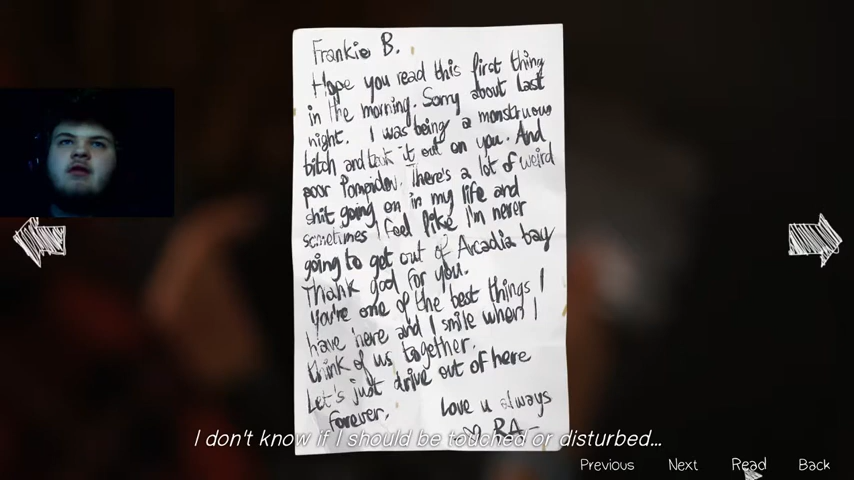 Frankie B.
Hope you read this first thing
in the morning. Sorry about last
night. I was being a monstruous
bitch and took it out on you. And
poor Pompidou. There's a lot of weird
shit going on in my life and
sometimes I feel like I'm never
going to get out of Arcadia bay
Thank god for you.
You're one of the best things I
have here and I smile when I
think of us together.
Let's just drive out of here
forever.
Love u always
RA
I don't know if I should be touched or disturbed...
Previous Next Read Back